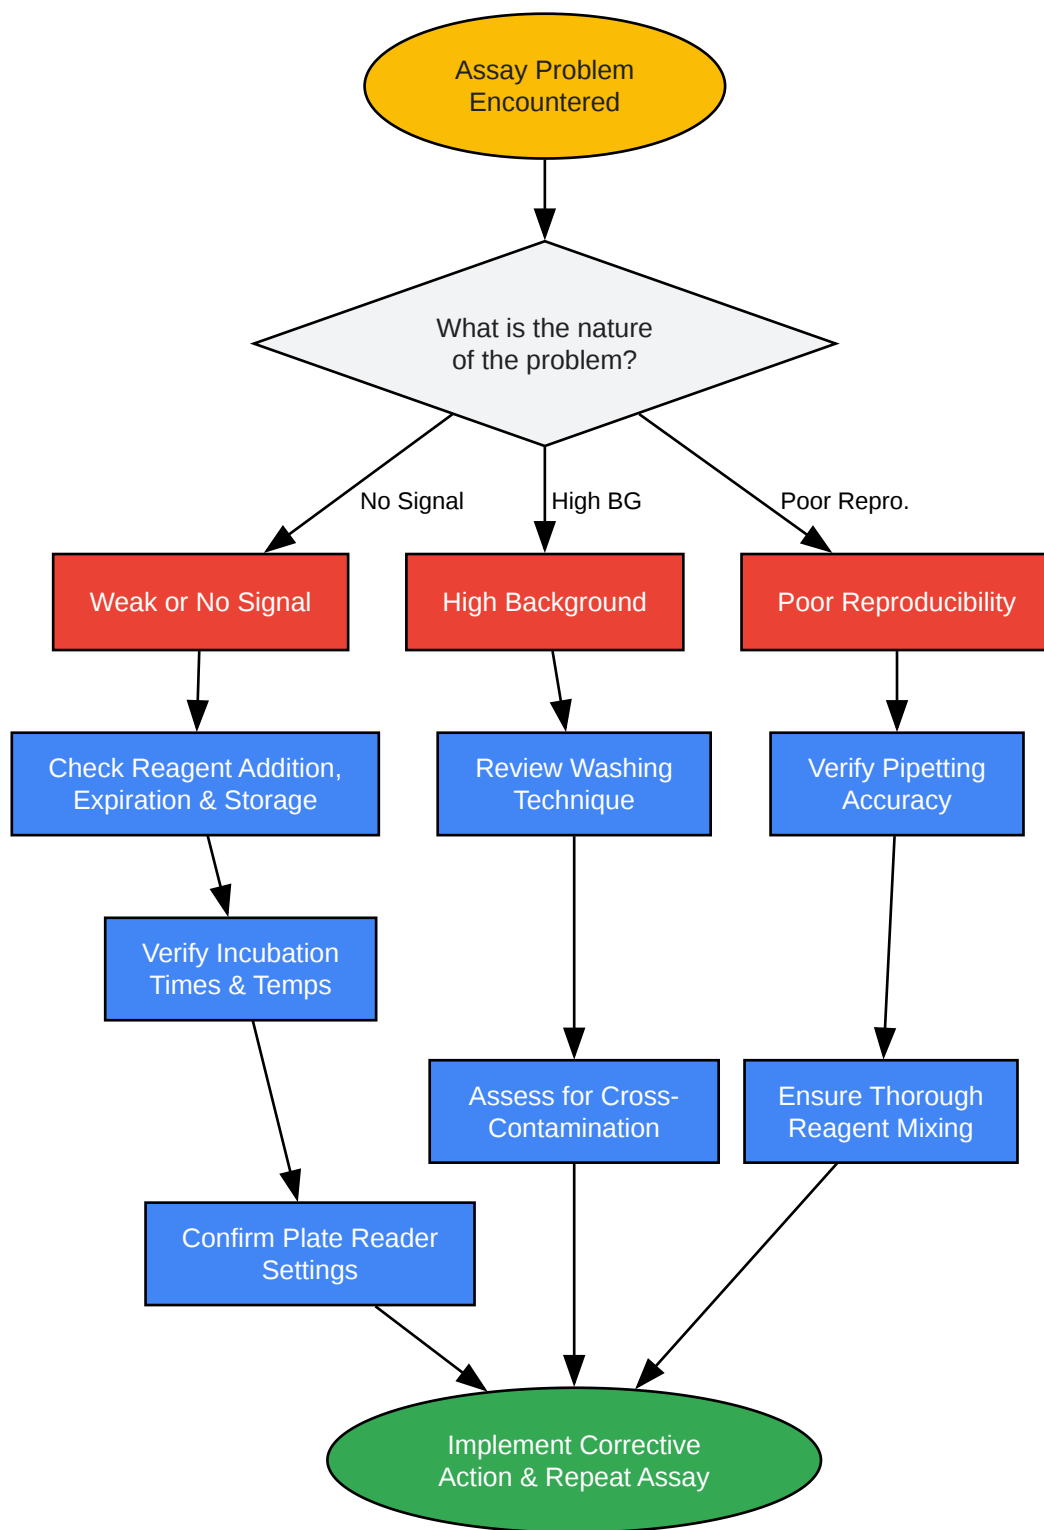 Assay Problem
Encountered
What is the nature
of the problem?
No Signal
High BG
Poor Repro.
Weak or No Signal
High Background
Poor Reproducibility
Check Reagent Addition,
Expiration & Storage
Review Washing
Technique
Verify Pipetting
Accuracy
Verify Incubation
Times & Temps
Assess for Cross-
Contamination
Ensure Thorough
Reagent Mixing
Confirm Plate Reader
Settings
Implement Corrective
Action & Repeat Assay